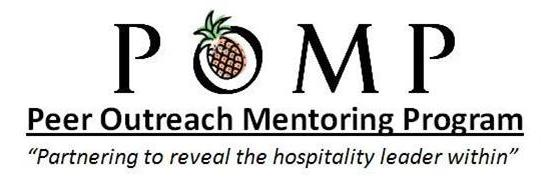 POMP
Peer Outreach Mentoring Program
“Partnering to reveal the hospitality leader within”